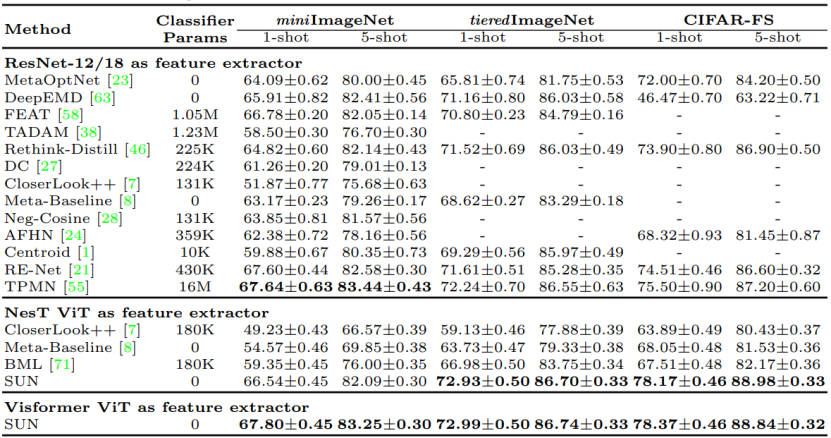 Method Classifier Params miniImageNet tieredImageNet CIFAR-FS
1-shot 5-shot 1-shot 5-shot 1-shot 5-shot
ResNet-12/18 as feature extractor
MetaOptNet [23] 0 64.09±0.62 80.00±0.45 65.81±0.74 81.75±0.53 72.00±0.70 84.20±0.50
DeepEMD [63] 0 65.91±0.82 82.41±0.56 71.16±0.80 86.03±0.58 46.47±0.70 63.22±0.71
FEAT [58] 1.05M 66.78±0.20 82.05±0.14 70.80±0.23 84.79±0.16 - -
TADAM [38] 1.23M 58.50±0.30 76.70±0.30 - - - -
Rethink-Distill [46] 225K 64.82±0.60 82.14±0.43 71.52±0.69 86.03±0.49 73.90±0.80 86.90±0.50
DC [27] 224K 61.26±0.20 79.01±0.13 - - - -
CloserLook++ [7] 131K 51.87±0.77 75.68±0.63 - - - -
Meta-Baseline [8] 0 63.17±0.23 79.26±0.17 68.62±0.27 83.29±0.18 - -
Neg-Cosine [28] 131K 63.85±0.81 81.57±0.56 - - - -
AFHN [24] 359K 62.38±0.72 78.16±0.56 - - 68.32±0.93 81.45±0.87
Centroid [1] 10K 59.88±0.67 80.35±0.73 69.29±0.56 85.97±0.49 - -
RE-Net [21] 430K 67.60±0.44 82.58±0.30 71.61±0.51 85.28±0.35 74.51±0.46 86.60±0.32
TPMN [55] 16M 67.64±0.63 83.44±0.43 72.24±0.70 86.55±0.63 75.50±0.90 87.20±0.60
NesT ViT as feature extractor
CloserLook++ [7] 180K 49.23±0.43 66.57±0.39 59.13±0.46 77.88±0.39 63.89±0.49 80.43±0.37
Meta-Baseline [8] 0 54.57±0.46 69.85±0.38 63.73±0.47 79.33±0.38 68.05±0.48 81.53±0.36
BML [71] 180K 59.35±0.45 76.00±0.35 66.98±0.50 83.75±0.34 67.51±0.48 82.17±0.36
SUN 0 66.54±0.45 82.09±0.30 72.93±0.50 86.70±0.33 78.17±0.46 88.98±0.33
Visformer ViT as feature extractor
SUN 0 67.80±0.45 83.25±0.30 72.99±0.50 86.74±0.33 78.37±0.46 88.84±0.32